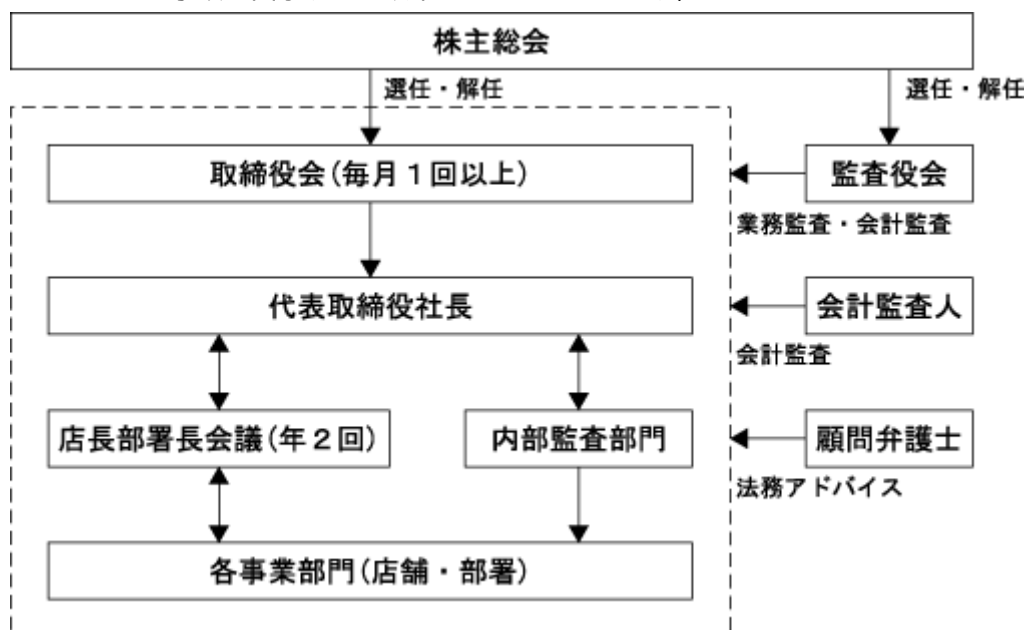 株主総会
選任・解任
選任・解任
取締役会(毎月１回以上)
監査役会
業務監査・会計監査
代表取締役社長
会計監査人
会計監査
店長部署長会議(年２回)
内部監査部門
顧問弁護士
法務アドバイス
各事業部門(店舗・部署)